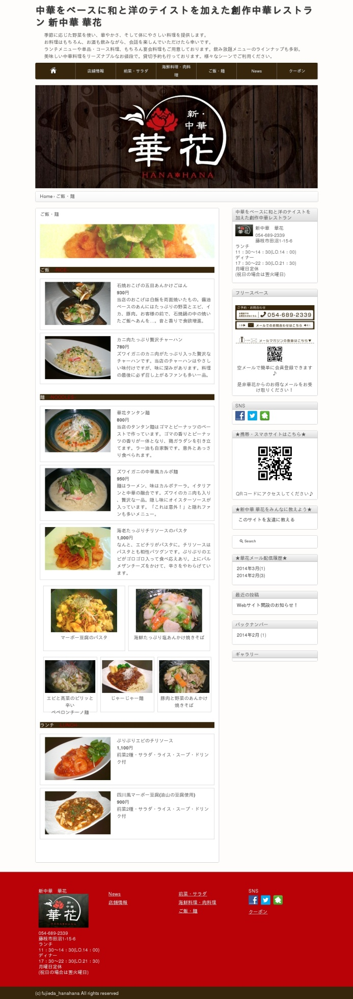 中華をベースに和と洋のテイストを加えた創作中華レストラ
ン 新中華 華花
季節に応じた野菜を使い、華やかさ、そして体にやさしい料理を提供します。
お料理はもちろん、お酒も飲みながら、会話を楽しんでいただけたら幸いです。
ランチメニューや単品・コース料理、もちろん宴会料理もご用意しております。飲み放題メニューのラインナップも多彩。
美味しい中華料理をリーズナブルなお値段で。貸切予約も行っております。様々なシーンでご利用ください。
店舗情報
前菜・サラダ
海鮮料理・肉料
理
ご飯・麺
News
クーポン
新・
中華
華花
HANA*HANA
Home › ご飯・麺
ご飯・麺
ご飯 RICE
石焼おこげの五目あんかけごはん
930円
当店のおこげは白飯を両面焼いたもの。醤油
ベースのあんにはたっぷりの野菜とエビ、イ
カ、豚肉。お客様の前で、石焼鍋の中の焼い
たご飯へあんを…。音と香りで食欲増進。
カニ肉たっぷり贅沢チャーハン
780円
ズワイガニのカニ肉がたっぷり入った贅沢な
チャーハンです。当店のチャーハンはやさし
い味付けですが、味に深みがあります。料理
の最後に必ず召し上がるファンも多い一品。
麺 NOODLES
華花タンタン麺
800円
当店のタンタン麺はゴマとピーナッツのペー
ストで作っています。ゴマの香りとピーナッ
ツの香りが一体となり、鶏ガラダシを引き立
てます。ラー油も自家製です。意外とあっさ
り食べられます。
ズワイガニの中華風カルボ麺
950円
麺はラーメン、味はカルボナーラ。イタリア
ンと中華の融合です。ズワイのカニ肉も入り
、贅沢な一品。隠し味にオイスターソースが
入っています。「これは意外！」と隠れファ
ンも多いメニュー。
海老たっぷりチリソースのパスタ
1,000円
なんと、エビチリがパスタに。チリソースは
パスタとも相性バツグンです。ぷりぷりのエ
ビがゴロゴロ入って食べ応えあり。上にパル
メザンチーズをかけて、辛さをやわらげてい
ます。
マーボー豆腐のパスタ
海鮮たっぷり塩あんかけ焼きそば
エビと高菜のピリッと
辛い
ペペロンチーノ麺
じゃーじゃー麺
豚肉と野菜のあんかけ
焼きそば
ランチ LUNCH
ぷりぷりエビのチリソース
1,100円
前菜2種・サラダ・ライス・スープ・ドリン
ク付
四川風マーボー豆腐(油山の豆腐使用)
900円
前菜2種・サラダ・ライス・スープ・ドリン
ク付
中華をベースに和と洋のテイストを
加えた創作中華レストラン
新中華　華花
054-689-2339
藤枝市田沼1-15-6
ランチ
11：30～14：30(LO.14：00)
ディナー
17：30～22：30(LO.21：30)
月曜日定休
(祝日の場合は翌火曜日)
フリースペース
ご予約・お問合わせ
お電話での
お問合わせはこちら
054-689-2339
メールでのお問合わせはこちら
メールマガジンの登録はこちら▼
空メールで簡単に会員登録できます
♪
是非華花からのお得なメールをお受
け取りください！
SNS
★携帯・スマホサイトはこちら★
QRコードにアクセスしてください♪
★新中華 華花をみんなに教えよう★
このサイトを友達に教える
Search
★華花メール配信履歴★
2014年3月(1)
2014年2月(3)
最近の投稿
Webサイト開設のお知らせ！
バックナンバー
2014年2月 (1)
ギャラリー
新中華　華花
新・
中華
華花
HANA*HANA
054-689-2339
藤枝市田沼1-15-6
ランチ
11：30～14：30(LO.14：00)
ディナー
17：30～22：30(LO.21：30)
月曜日定休
(祝日の場合は翌火曜日)
News
店舗情報
前菜・サラダ
海鮮料理・肉料理
ご飯・麺
SNS
クーポン
(c) fujieda_hanahana All rights reserved